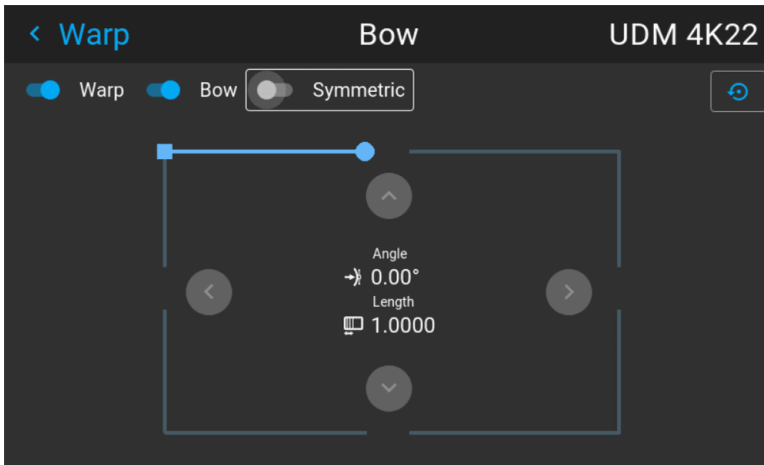 Warp Bow UDM 4K22
Warp Bow Symmetric
Angle
0.00°
Length
1.0000